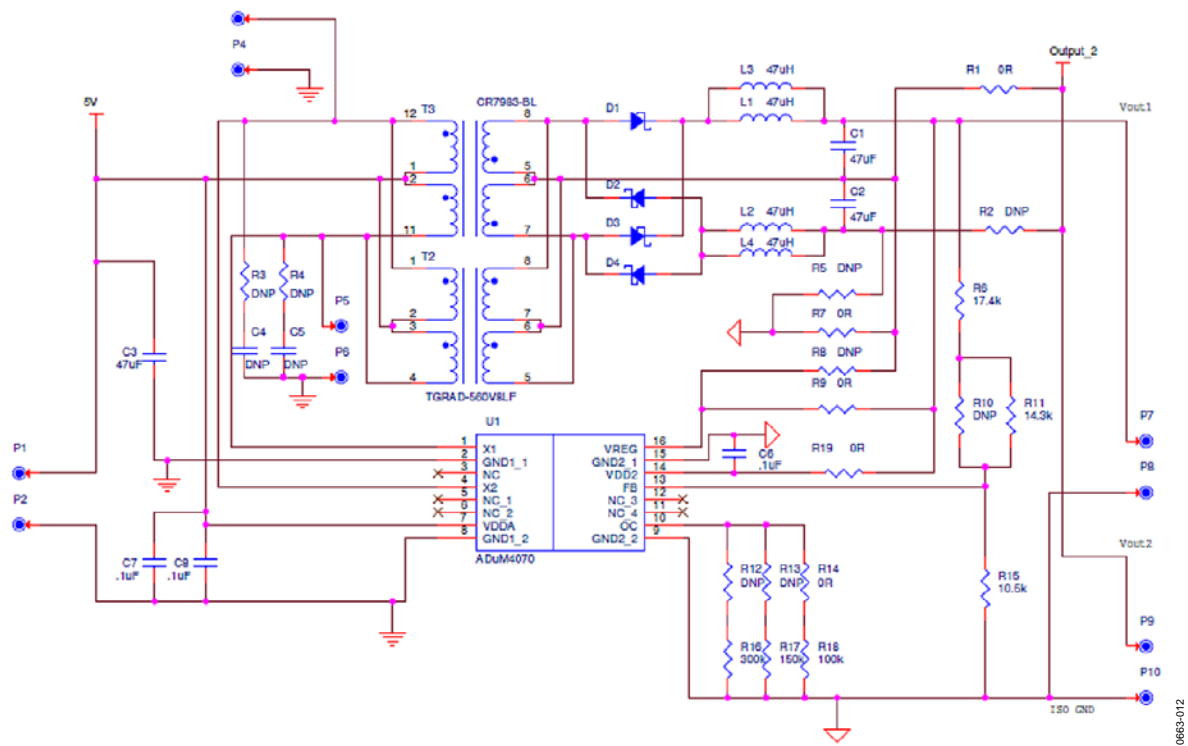 P4
5V
12
T3
CR7983-BL
8
1
2
5
6
11
7
D1
D2
D3
D4
L3 47uH
L1 47uH
C1
47uF
C2
47uF
L2 47uH
L4 47uH
R1 0R
Output_2
Vout1
R2 DNP
T2
1
2
3
4
8
7
6
5
TGRAD-560V8LF
R3
DNP
R4
DNP
C4
DNP
C5
DNP
P5
P6
C3
47uF
R5 DNP
R7 0R
R8 DNP
R9 0R
R6
17.4k
R10
DNP
R11
14.3k
R19 0R
C6
.1uF
P1
P2
P7
P8
U1
1 X1
2 GND1_1
3 NC
4 X2
5 NC_1
6 NC_2
7 VDDA
8 GND1_2
VREG 16
GND2_1 15
VDD2 14
FB 13
NC_3 12
NC_4 11
OC 10
GND2_2 9
ADuM4070
C7
.1uF
C8
.1uF
R12
DNP
R13
DNP
R14
0R
R16
300k
R17
150k
R18
100k
R15
10.5k
Vout2
P9
P10
ISO GND
0663-012